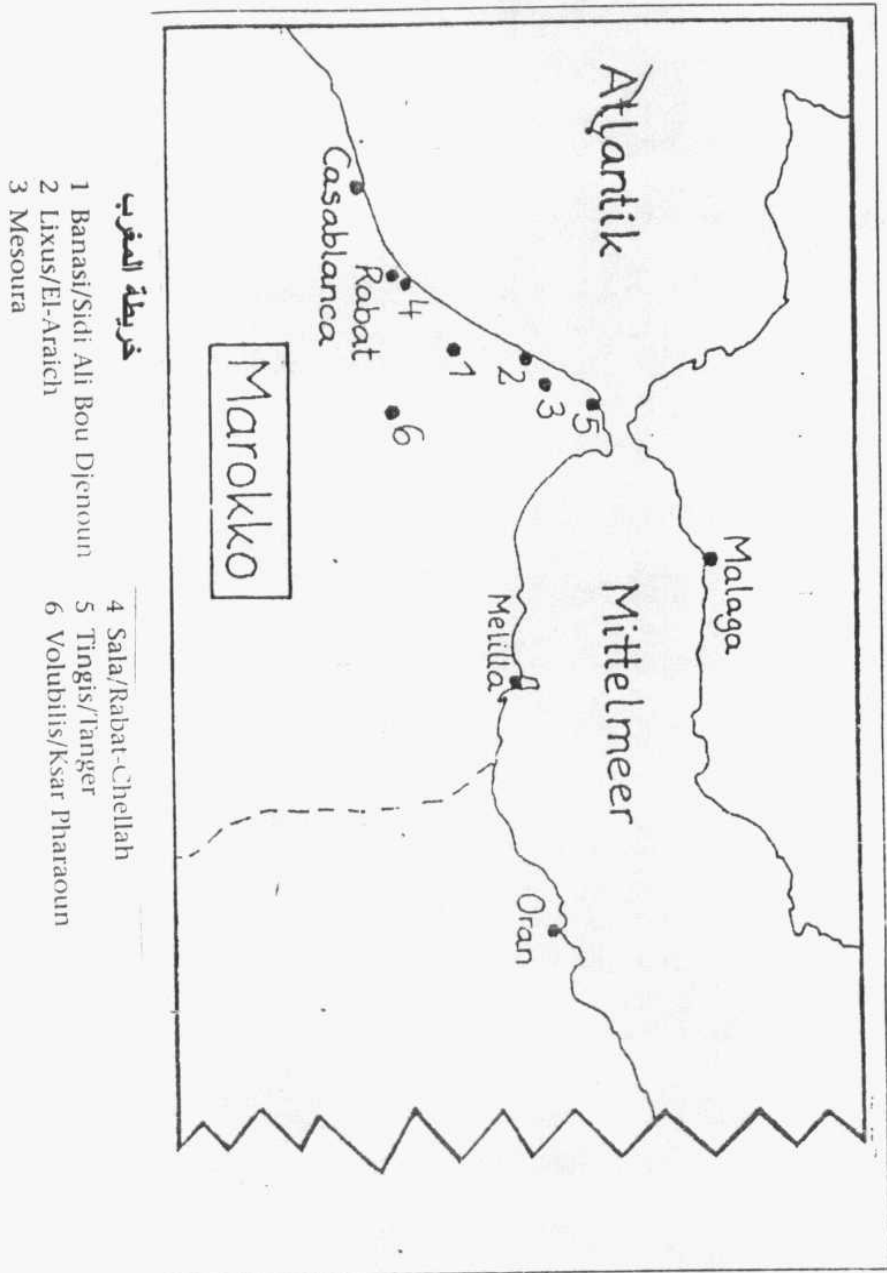 Atlantik
Malaga
Mittelmeer
5
3
2
1
4
6
Rabat
Casablanca
Melilla
Oran
Marokko
خريطة المغرب
1 Banasi/Sidi Ali Bou Djenoun
2 Lixus/El-Araich
3 Mesoura
4 Sala/Rabat-Chellah
5 Tingis/Tanger
6 Volubilis/Ksar Pharaoun